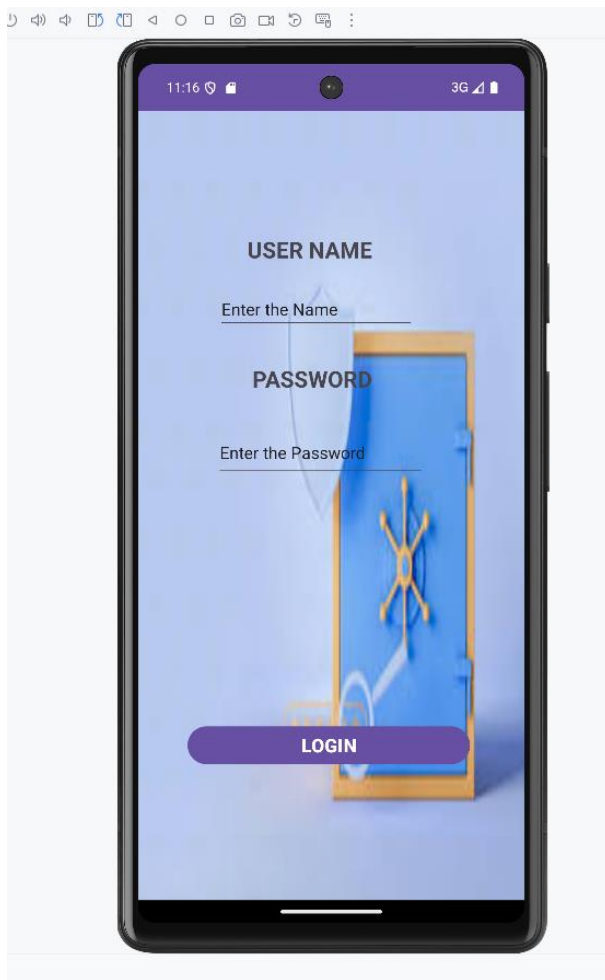 11:16 3G
USER NAME
Enter the Name
PASSWORD
Enter the Password
LOGIN